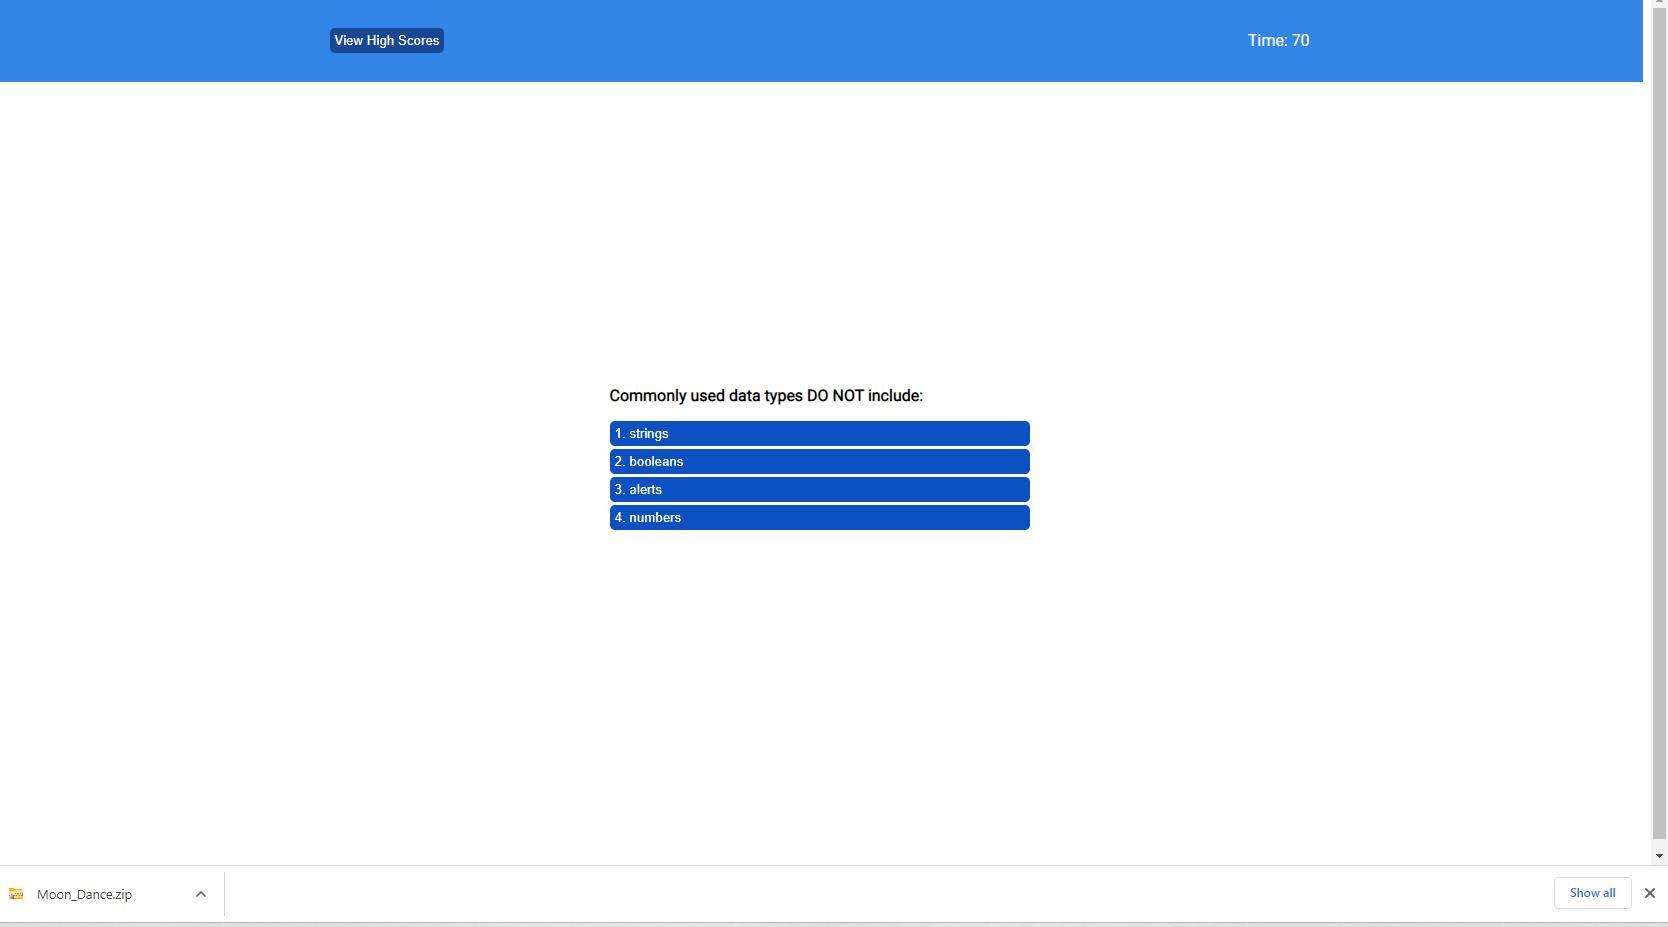 View High Scores
Time: 70
Commonly used data types DO NOT include:
1. strings
2. booleans
3. alerts
4. numbers
Moon_Dance.zip
Show all